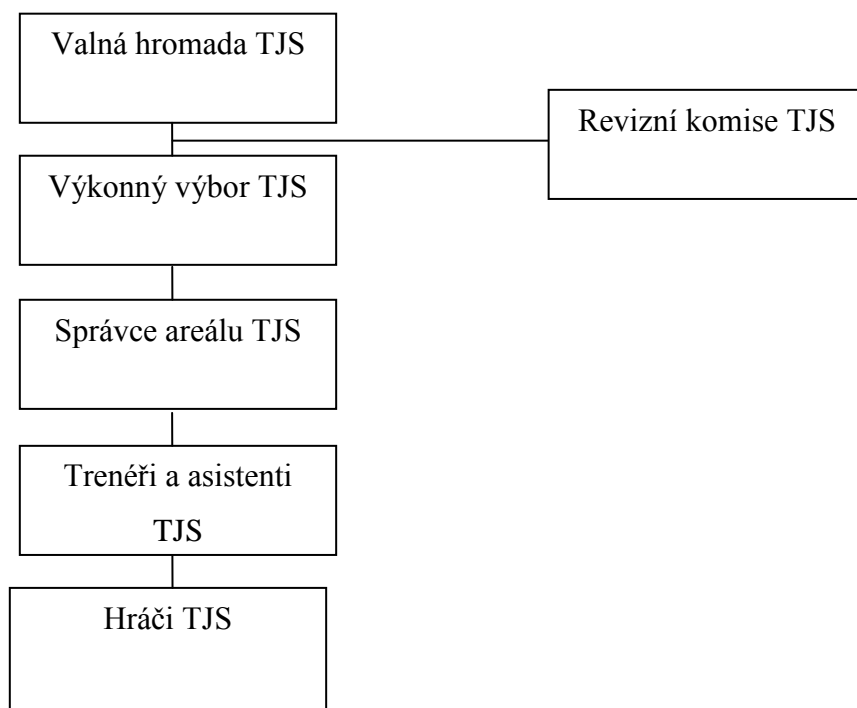 Valná hromada TJS
Revizní komise TJS
Výkonný výbor TJS
Správce areálu TJS
Trenéři a asistenti
TJS
Hráči TJS